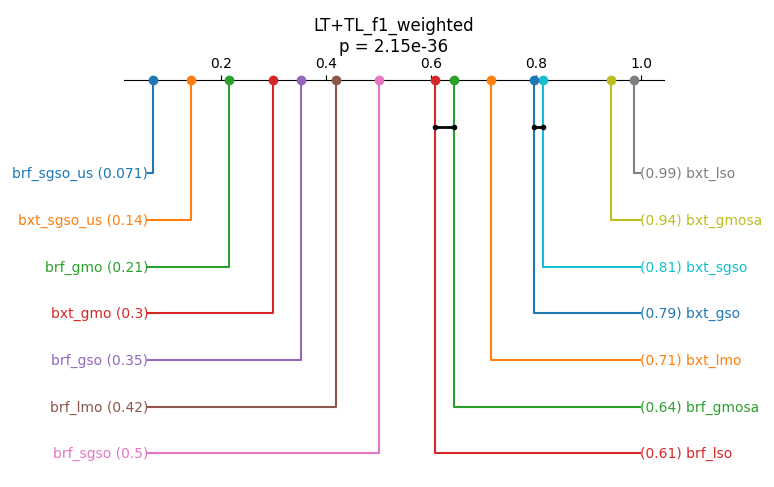 LT+TL_f1_weighted
p = 2.15e-36
0.2 0.4 0.6 0.8 1.0
brf_sgso_us (0.071) (0.99) bxt_lso
bxt_sgso_us (0.14) (0.94) bxt_gmosa
brf_gmo (0.21) (0.81) bxt_sgso
bxt_gmo (0.3) (0.79) bxt_gso
brf_gso (0.35) (0.71) bxt_lmo
brf_lmo (0.42) (0.64) brf_gmosa
brf_sgso (0.5) (0.61) brf_lso